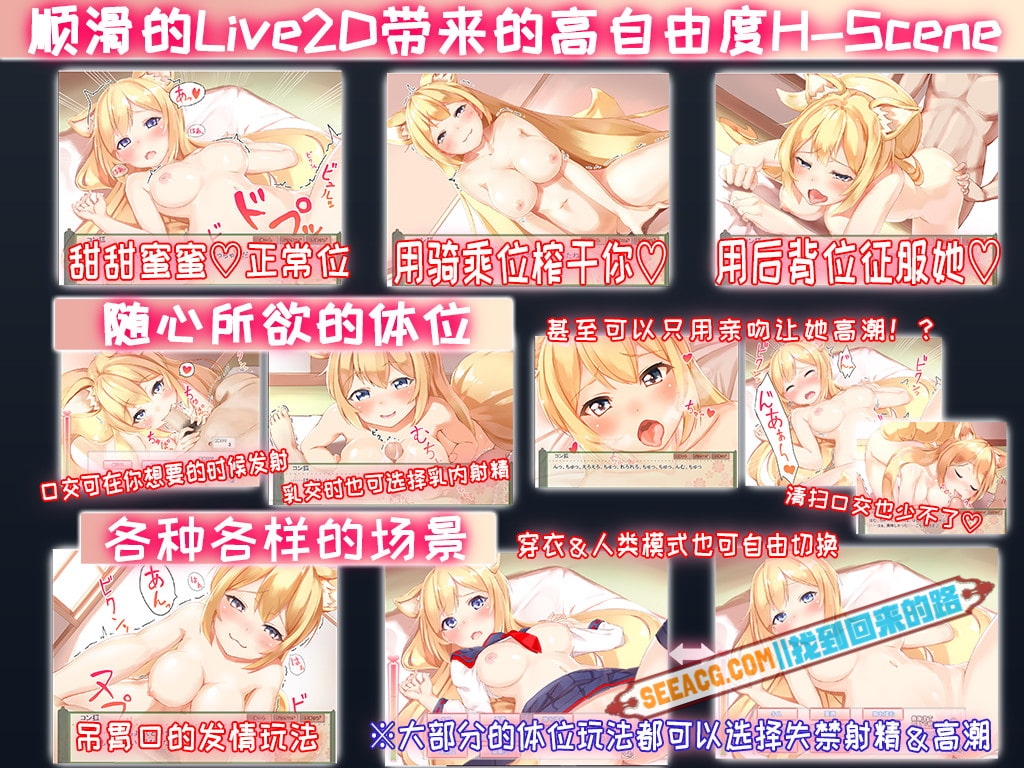 顺滑的Live2D带来的高自由度H-Scene
甜甜蜜蜜♡正常位
用骑乘位榨干你♡
用后背位征服她♡
随心所欲的体位
甚至可以只用亲吻让她高潮!？
口交可在你想要的时候发射
乳交时也可选择乳内射精
清扫口交也少不了♡
各种各样的场景
穿衣&人类模式也可自由切换
SEEACG.COM||找到回来的路
吊胃口的发情玩法
※大部分的体位玩法都可以选择失禁射精&高潮